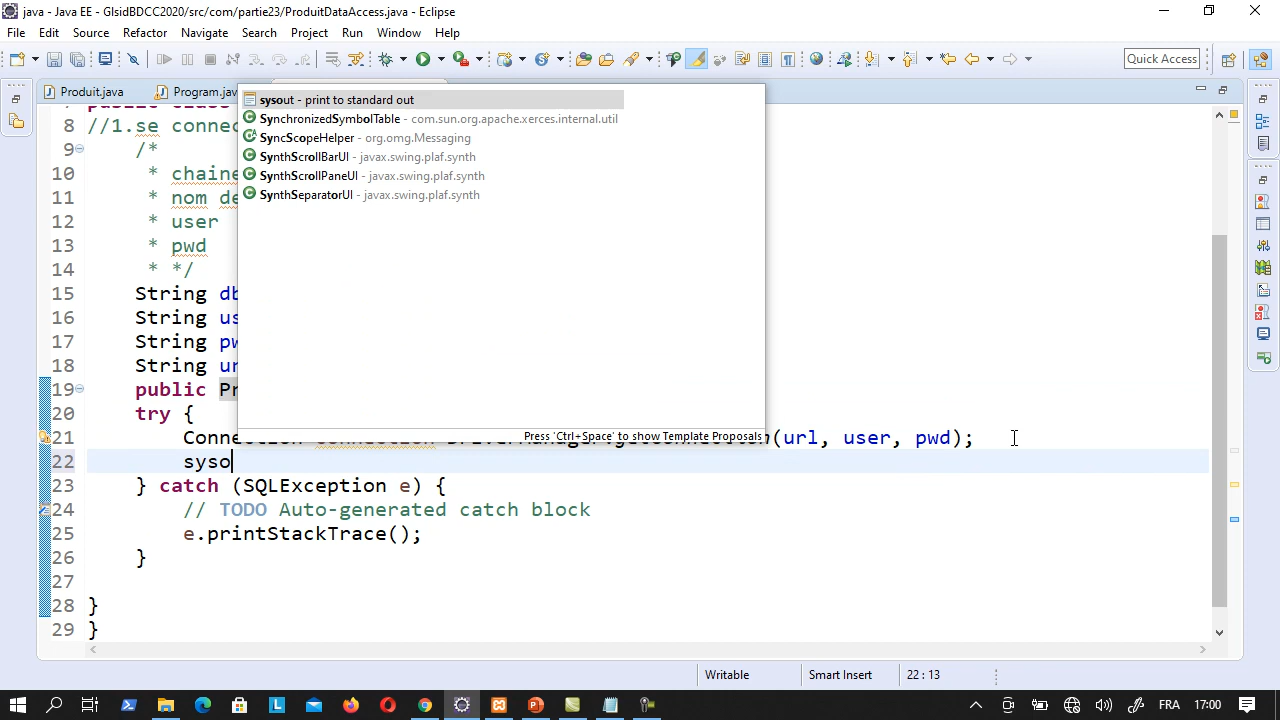 java - Java EE - GlsidBDCC2020/src/com/partie23/ProduitDataAccess.java - Eclipse
File Edit Source Refactor Navigate Search Project Run Window Help
Quick Access
Produit.java
Program.jav
sysout - print to standard out
SynchronizedSymbolTable - com.sun.org.apache.xerces.internal.util
SyncScopeHelper - org.omg.Messaging
SynthScrollBarUI - javax.swing.plaf.synth
SynthScrollPaneUI - javax.swing.plaf.synth
SynthSeparatorUI - javax.swing.plaf.synth
Press 'Ctrl+Space' to show Template Proposals
public class
8 //1.se connec
9 /*
10 * chaine
11 * nom de
12 * user
13 * pwd
14 * */
15 String db
16 String us
17 String pw
18 String ur
19 public Pr
20 try {
21 Connection connection (url, user, pwd);
22 syso
23 } catch (SQLException e) {
24 // TODO Auto-generated catch block
25 e.printStackTrace();
26 }
27
28 }
29 }
Writable Smart Insert 22 : 13
FRA 17:00